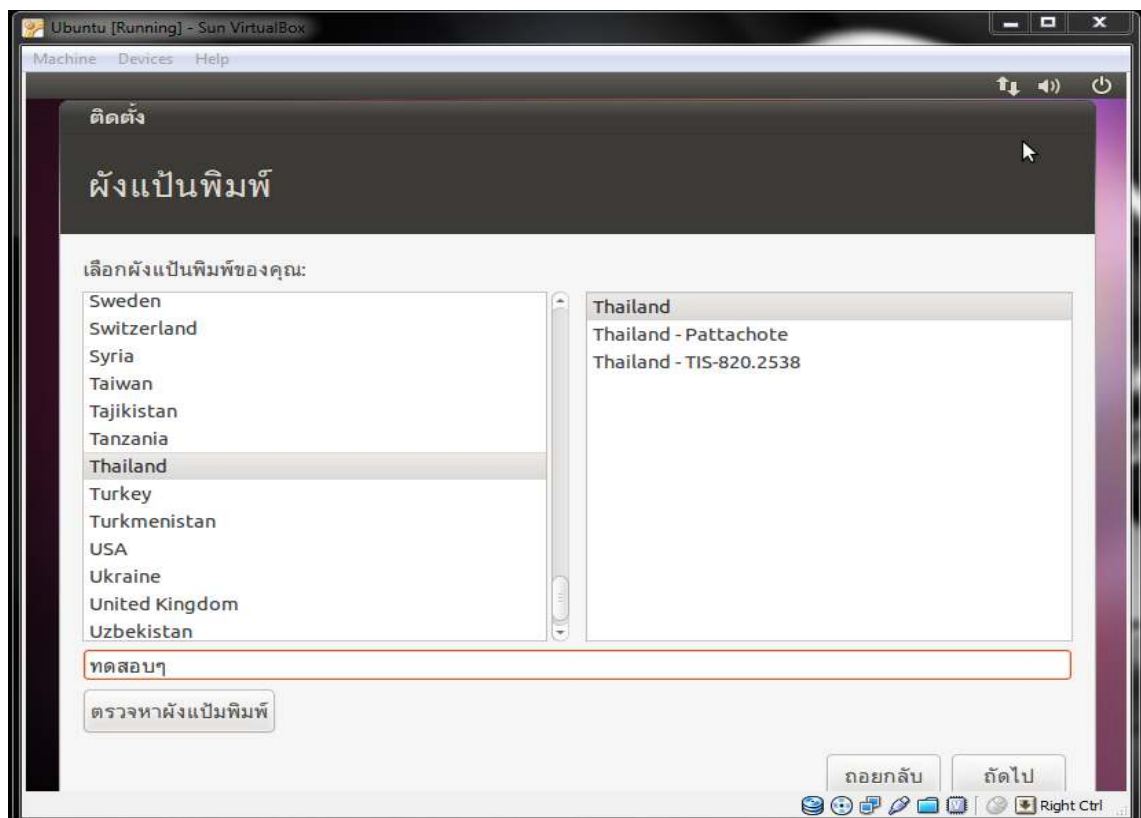 Ubuntu [Running] - Sun VirtualBox
Machine Devices Help
ติดตั้ง
ผังแป้นพิมพ์
เลือกผังแป้นพิมพ์ของคุณ:
Sweden
Switzerland
Syria
Taiwan
Tajikistan
Tanzania
Thailand
Turkey
Turkmenistan
USA
Ukraine
United Kingdom
Uzbekistan
Thailand
Thailand - Pattachote
Thailand - TIS-820.2538
ทดสอบๆ
ตรวจหาผังแป้มพิมพ์
ถอยกลับ
ถัดไป
Right Ctrl